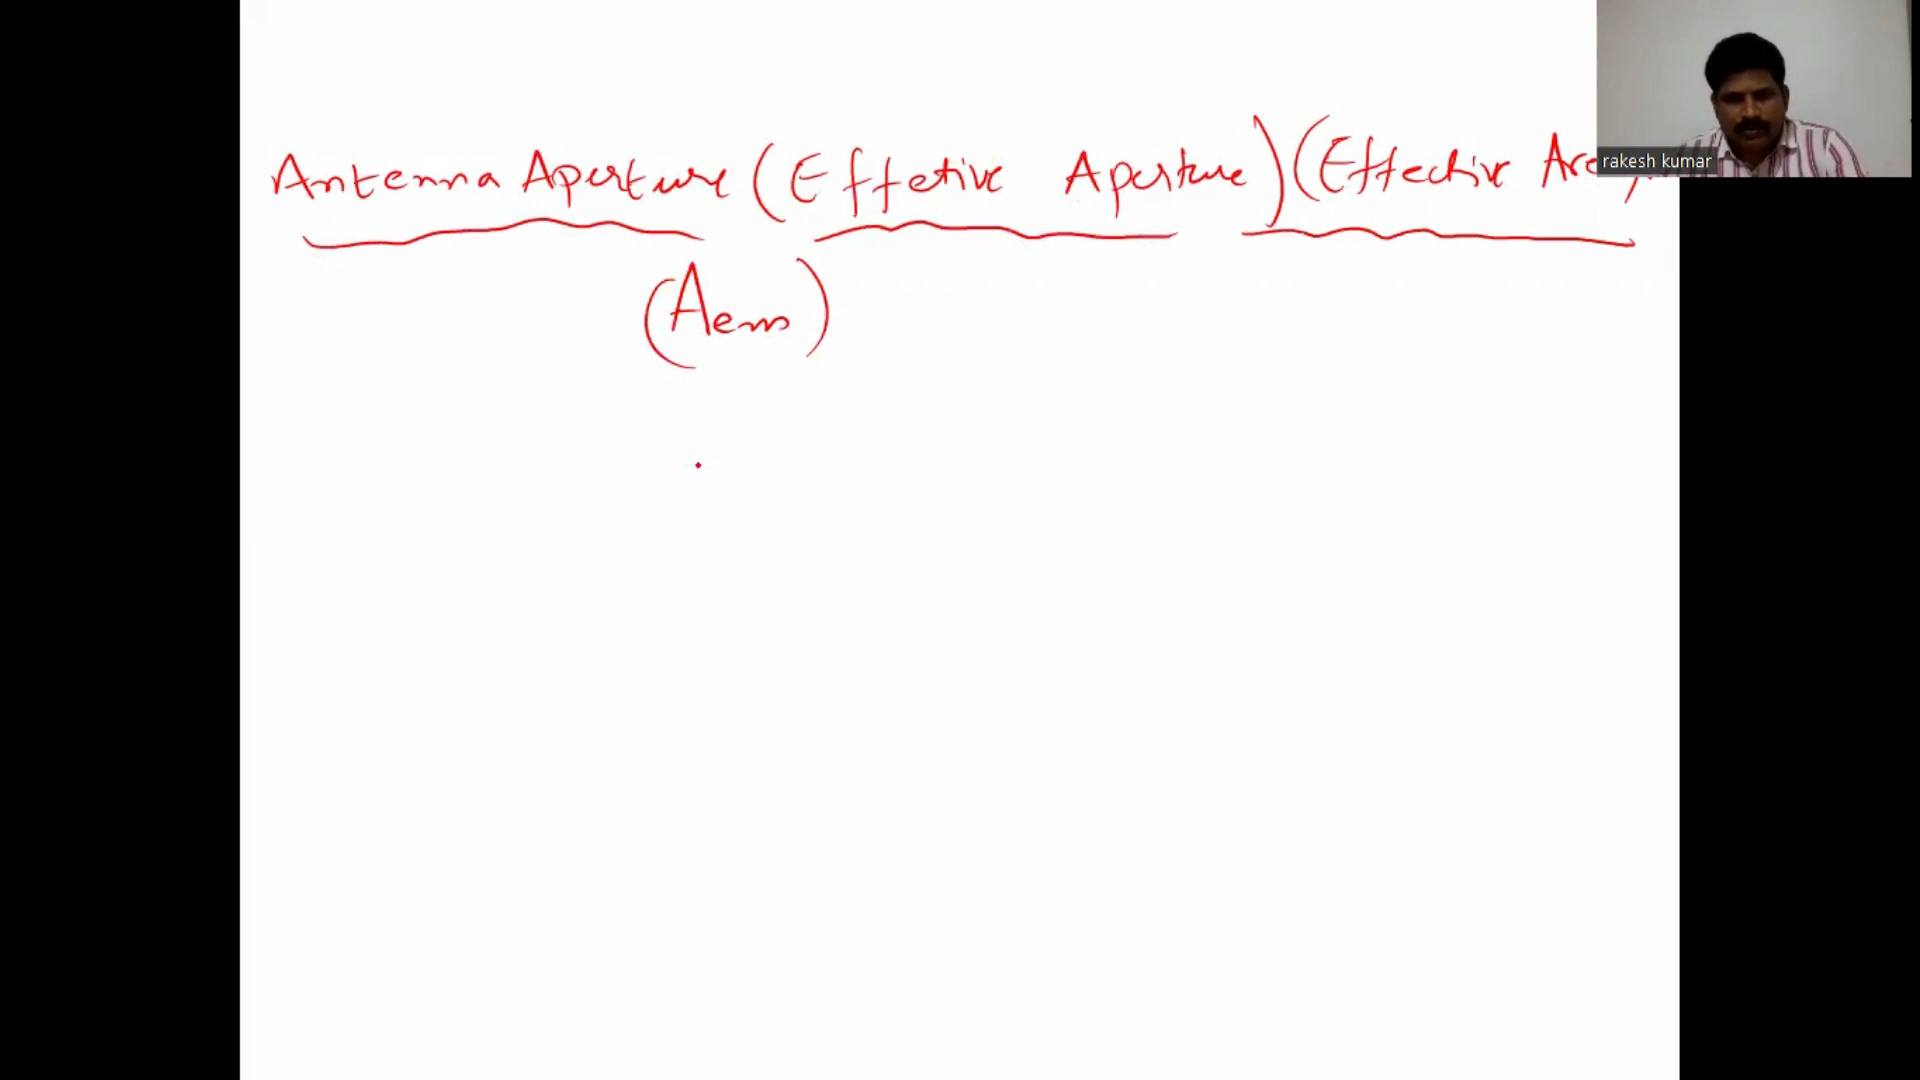 Antenna Aperture (Effetive Aperture) (Effective Are
rakesh kumar
(Aem)